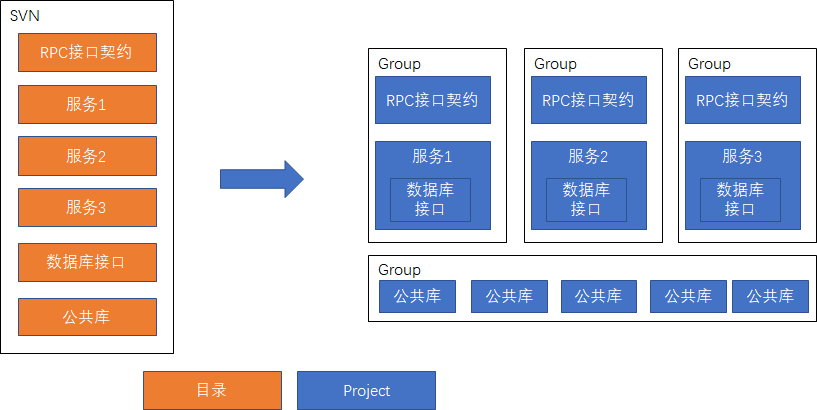 SVN
RPC接口契约
服务1
服务2
服务3
数据库接口
公共库
Group
RPC接口契约
服务1
数据库
接口
Group
RPC接口契约
服务2
数据库
接口
Group
RPC接口契约
服务3
数据库
接口
Group
公共库
公共库
公共库
公共库
公共库
目录
Project